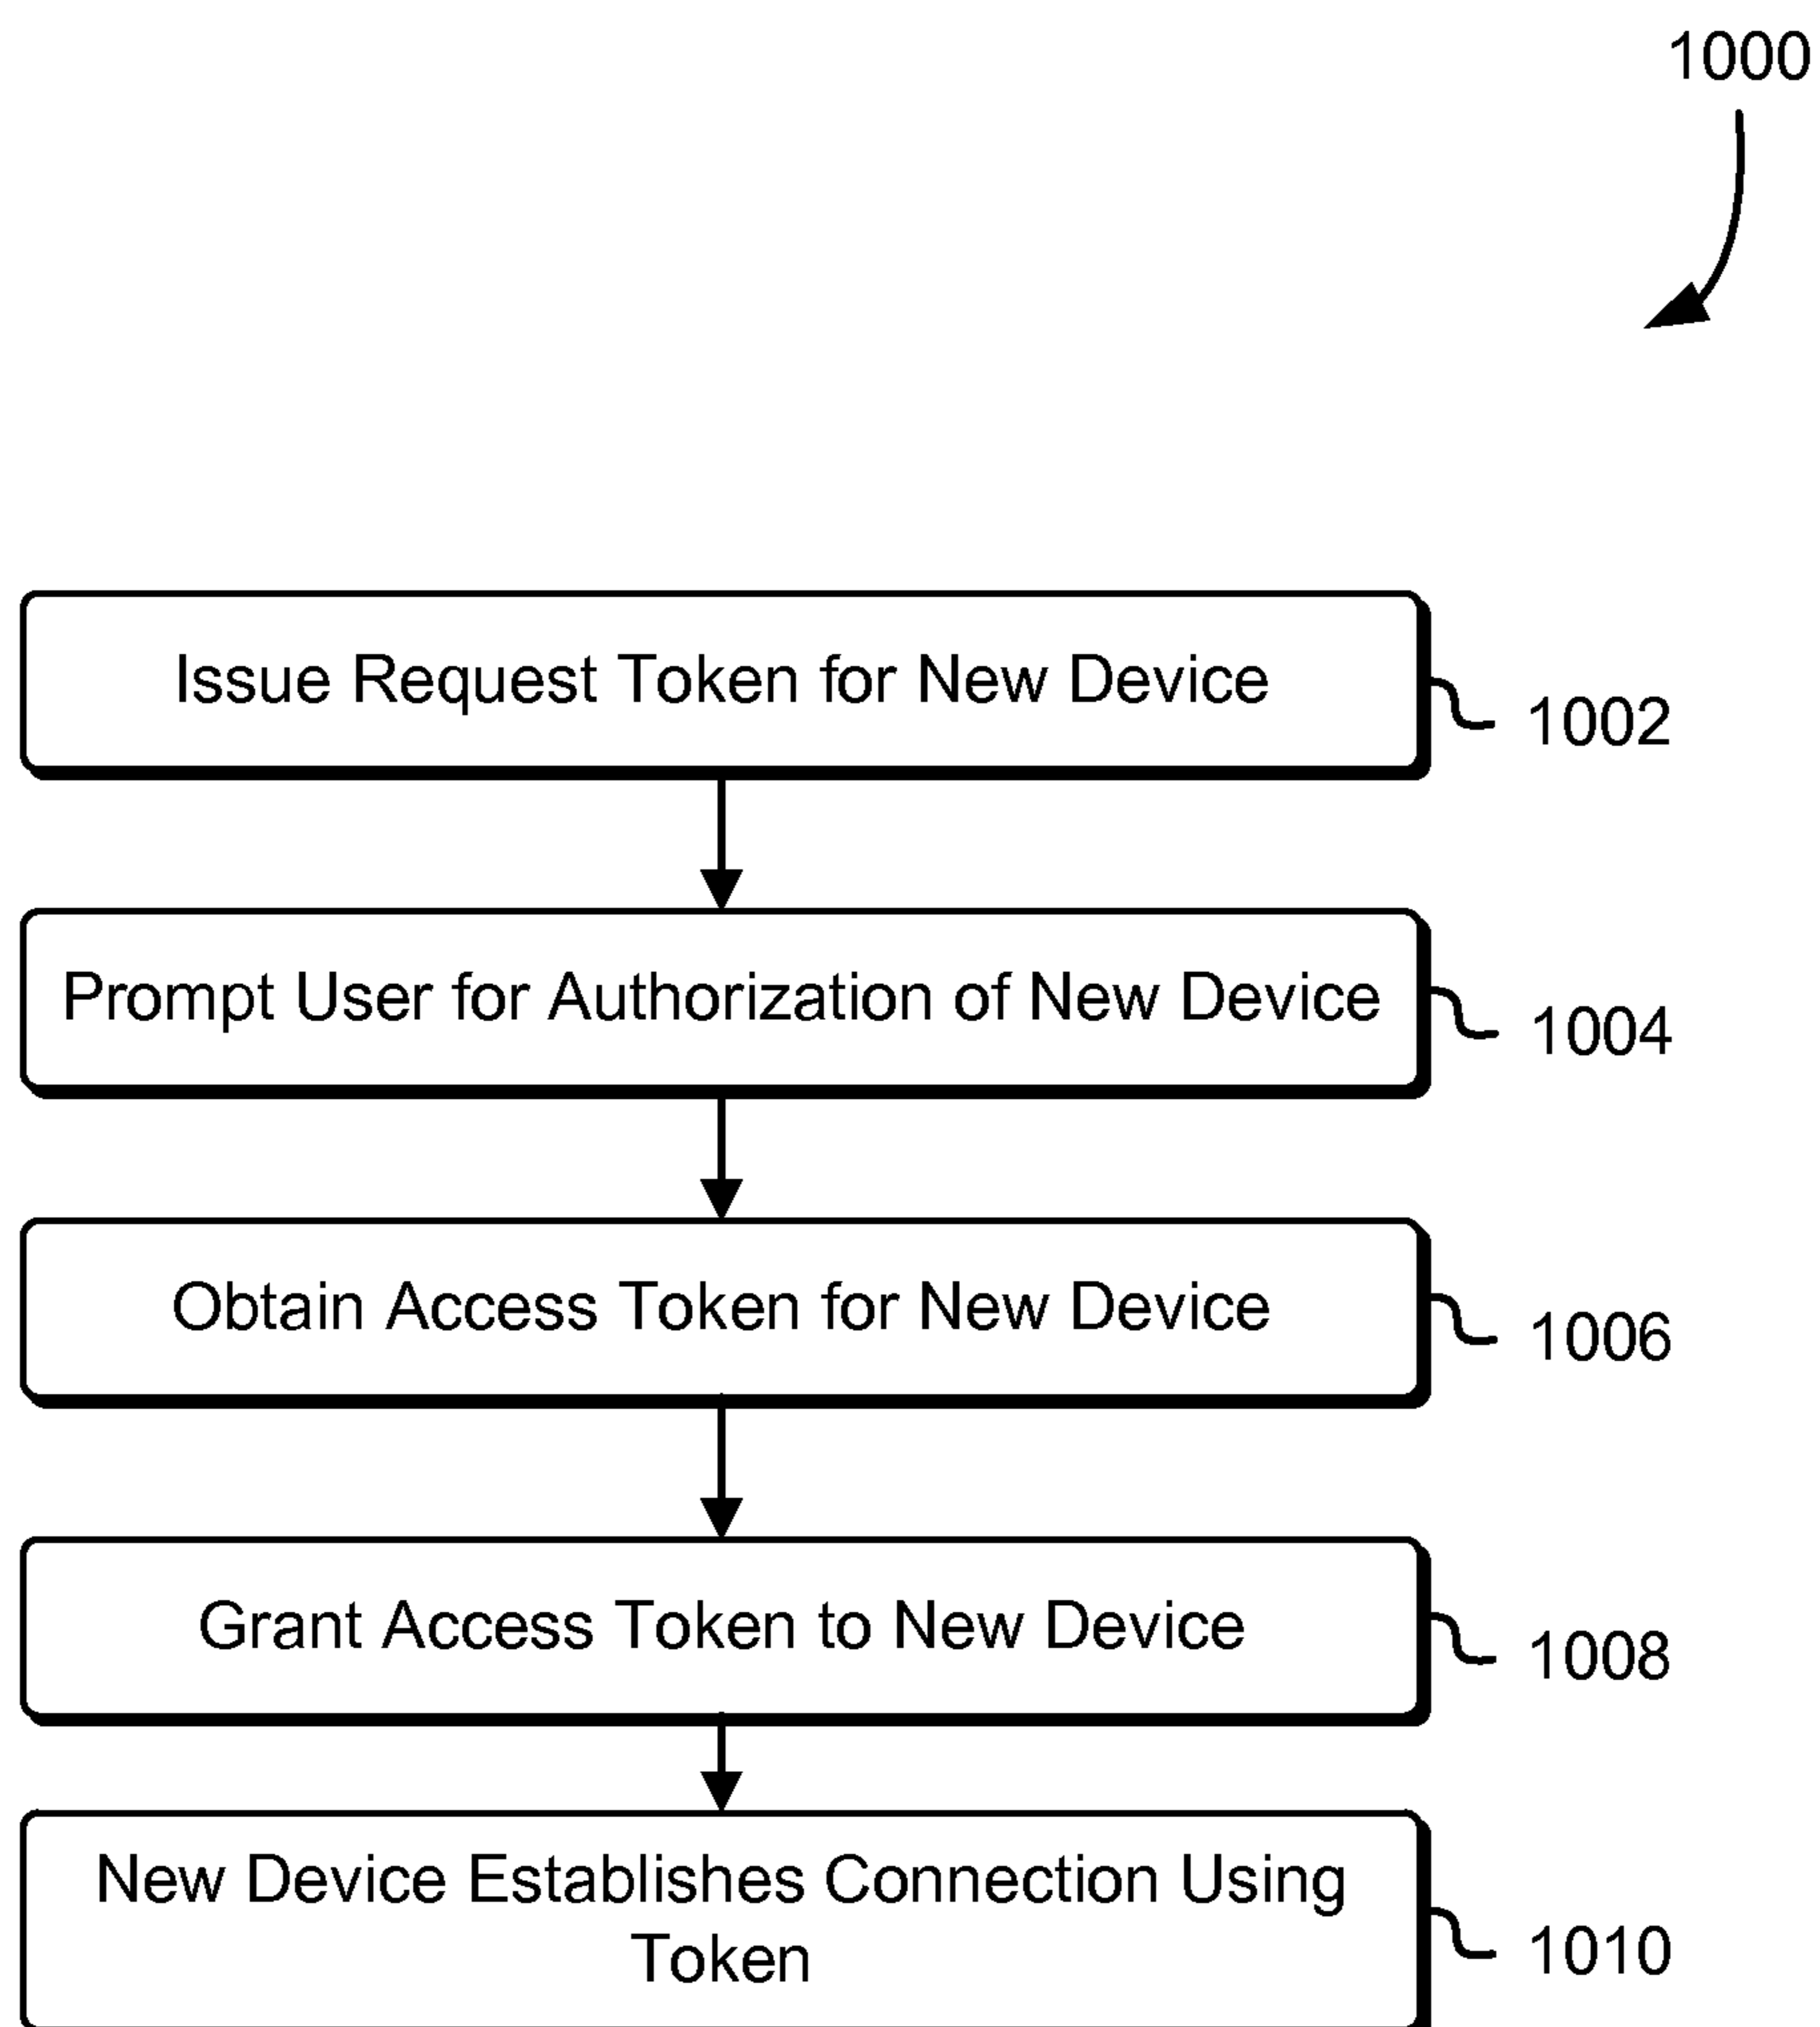 1000
Issue Request Token for New Device
1002
Prompt User for Authorization of New Device
1004
Obtain Access Token for New Device
1006
Grant Access Token to New Device
1008
New Device Establishes Connection Using
Token
1010